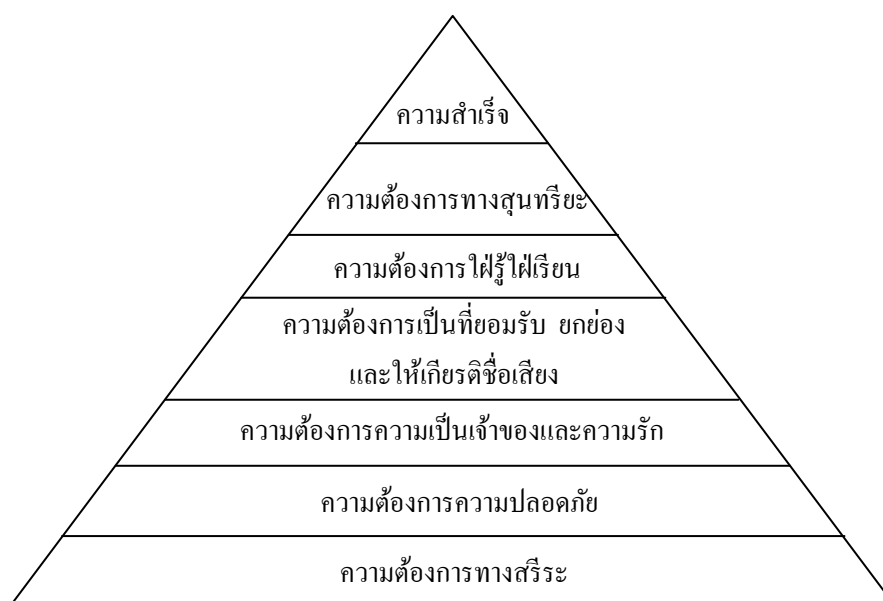 ความสำเร็จ
ความต้องการทางสุนทรียะ
ความต้องการใฝ่รู้ใฝ่เรียน
ความต้องการเป็นที่ยอมรับ ยกย่อง
และให้เกียรติชื่อเสียง
ความต้องการความเป็นเจ้าของและความรัก
ความต้องการความปลอดภัย
ความต้องการทางสรีระ